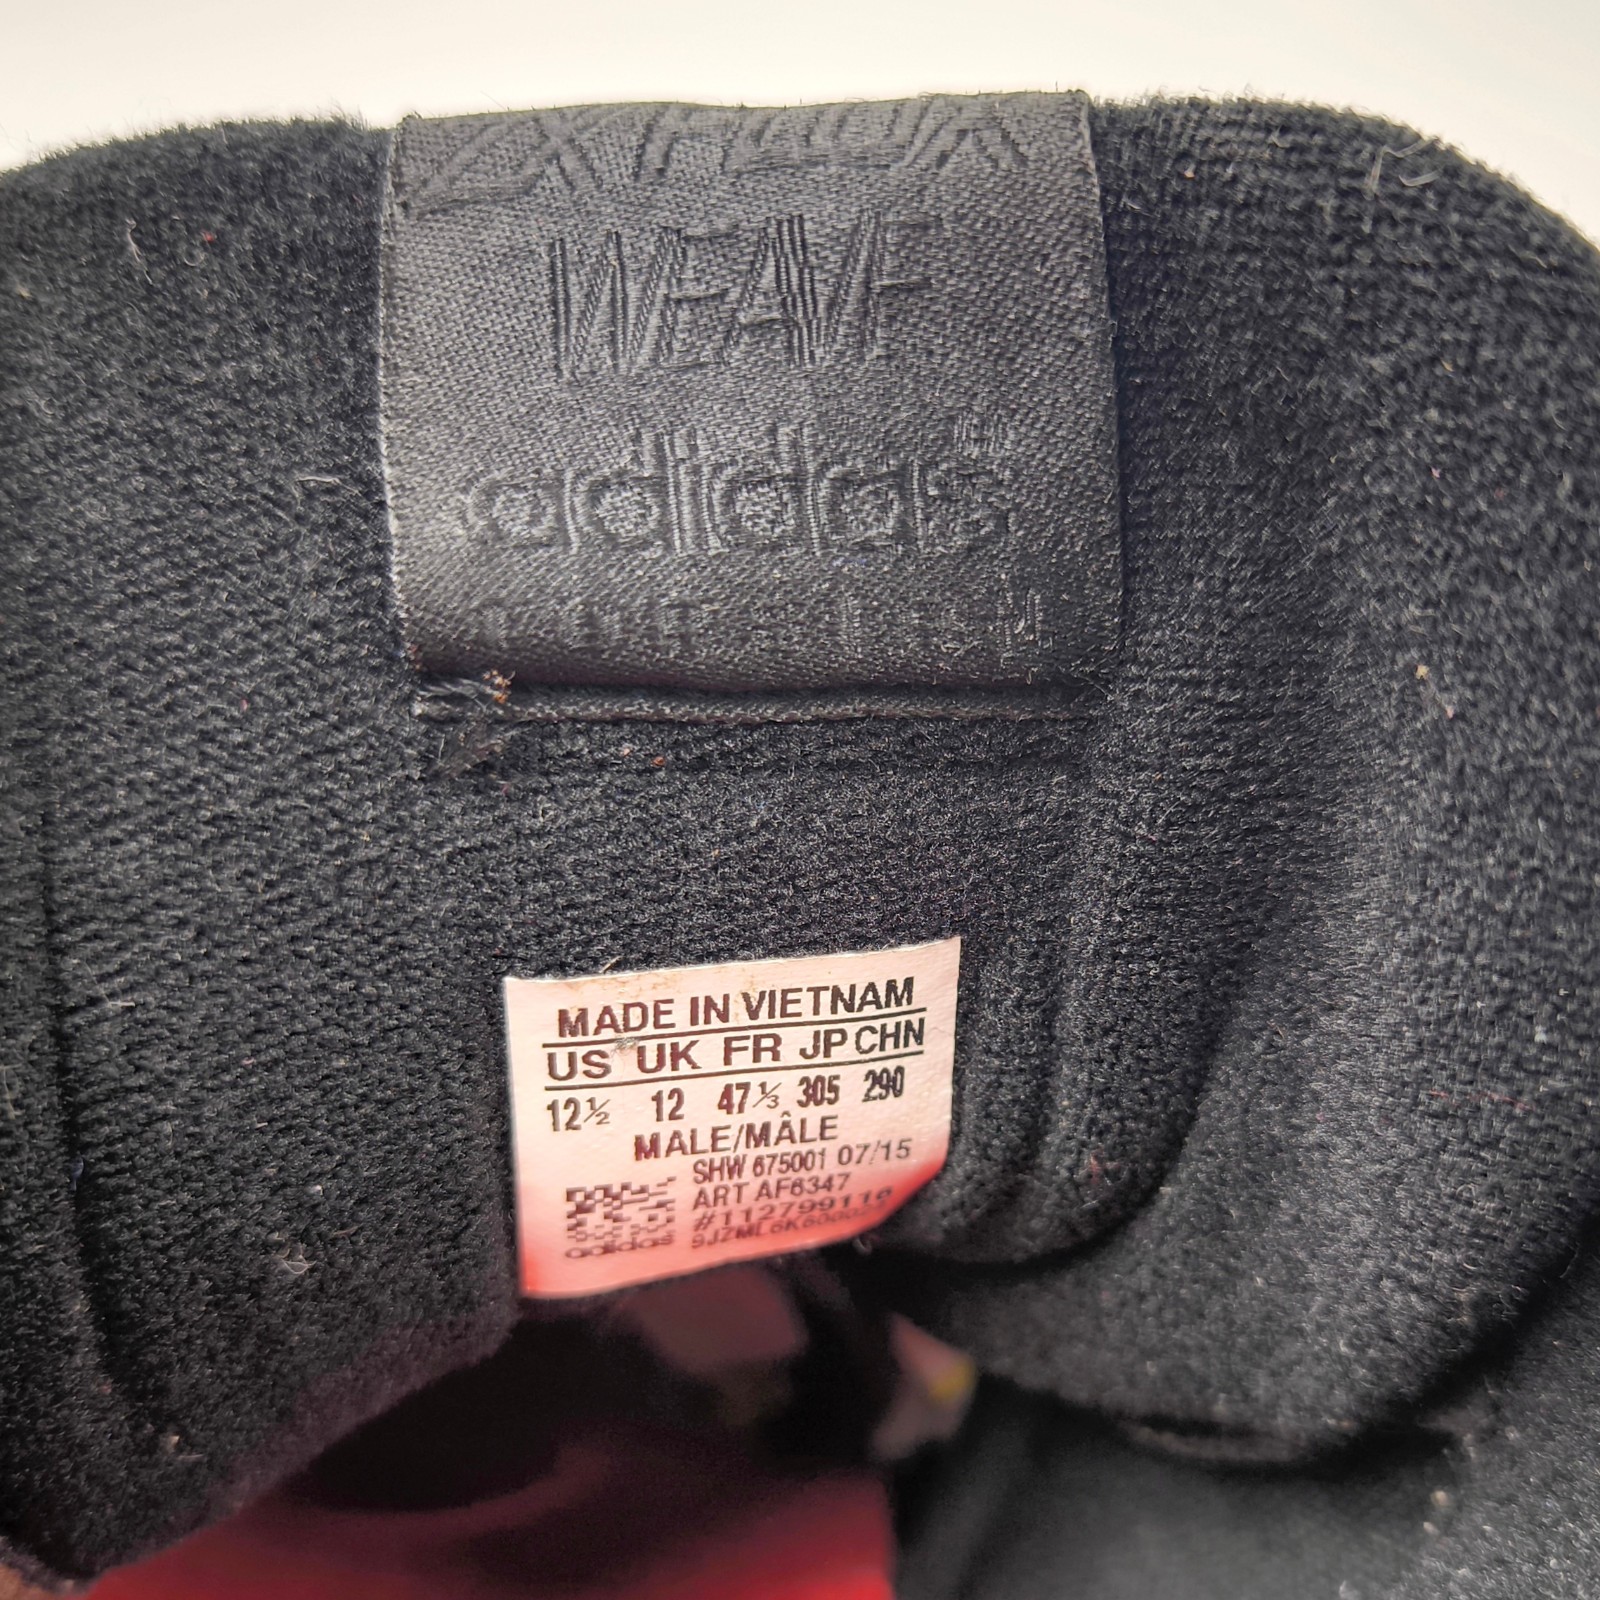 ZX FLUX
WEAVE
adidas
MADE IN VIETNAM
US UK FR JP CHN
12½ 12 47⅓ 305 290
MALE/MÂLE
SHW 675001 07/15
ART AF6347
adidas